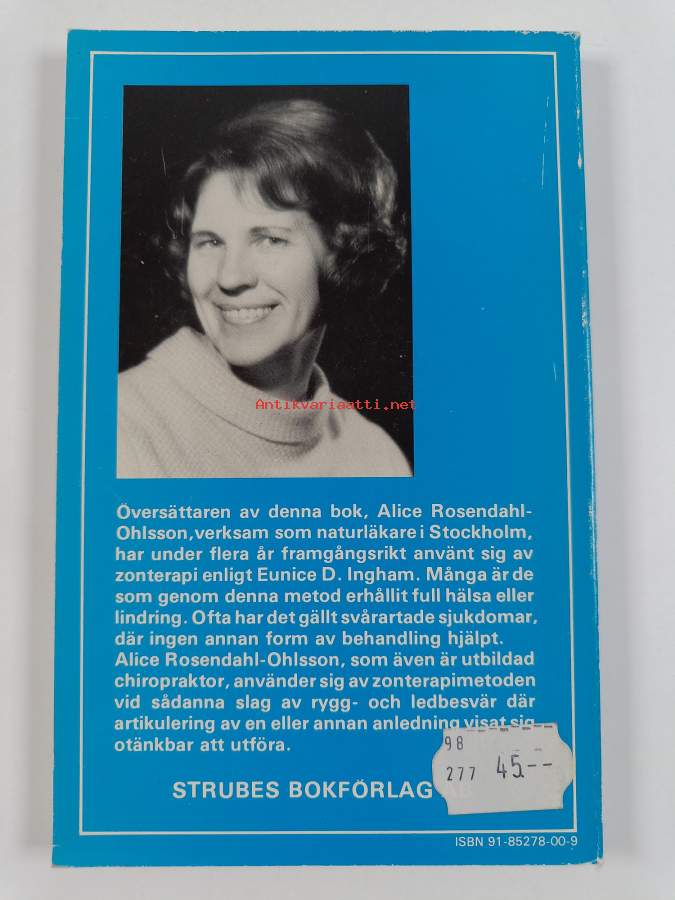 Antikvariaatti.net
Översättaren av denna bok, Alice Rosendahl-
Ohlsson,verksam som naturläkare i Stockholm,
har under flera år framgångsrikt använt sig av
zonterapi enligt Eunice D. Ingham. Många är de
som genom denna metod erhållit full hälsa eller
lindring. Ofta har det gällt svårartade sjukdomar,
där ingen annan form av behandling hjälpt.
Alice Rosendahl-Ohlsson, som även är utbildad
chiropraktor, använder sig av zonterapimetoden
vid sådanna slag av rygg- och ledbesvär där
artikulering av en eller annan anledning visat sig
otänkbar att utföra.
98
277 45.--
STRUBES BOKFÖRLAG AB
ISBN 91-85278-00-9